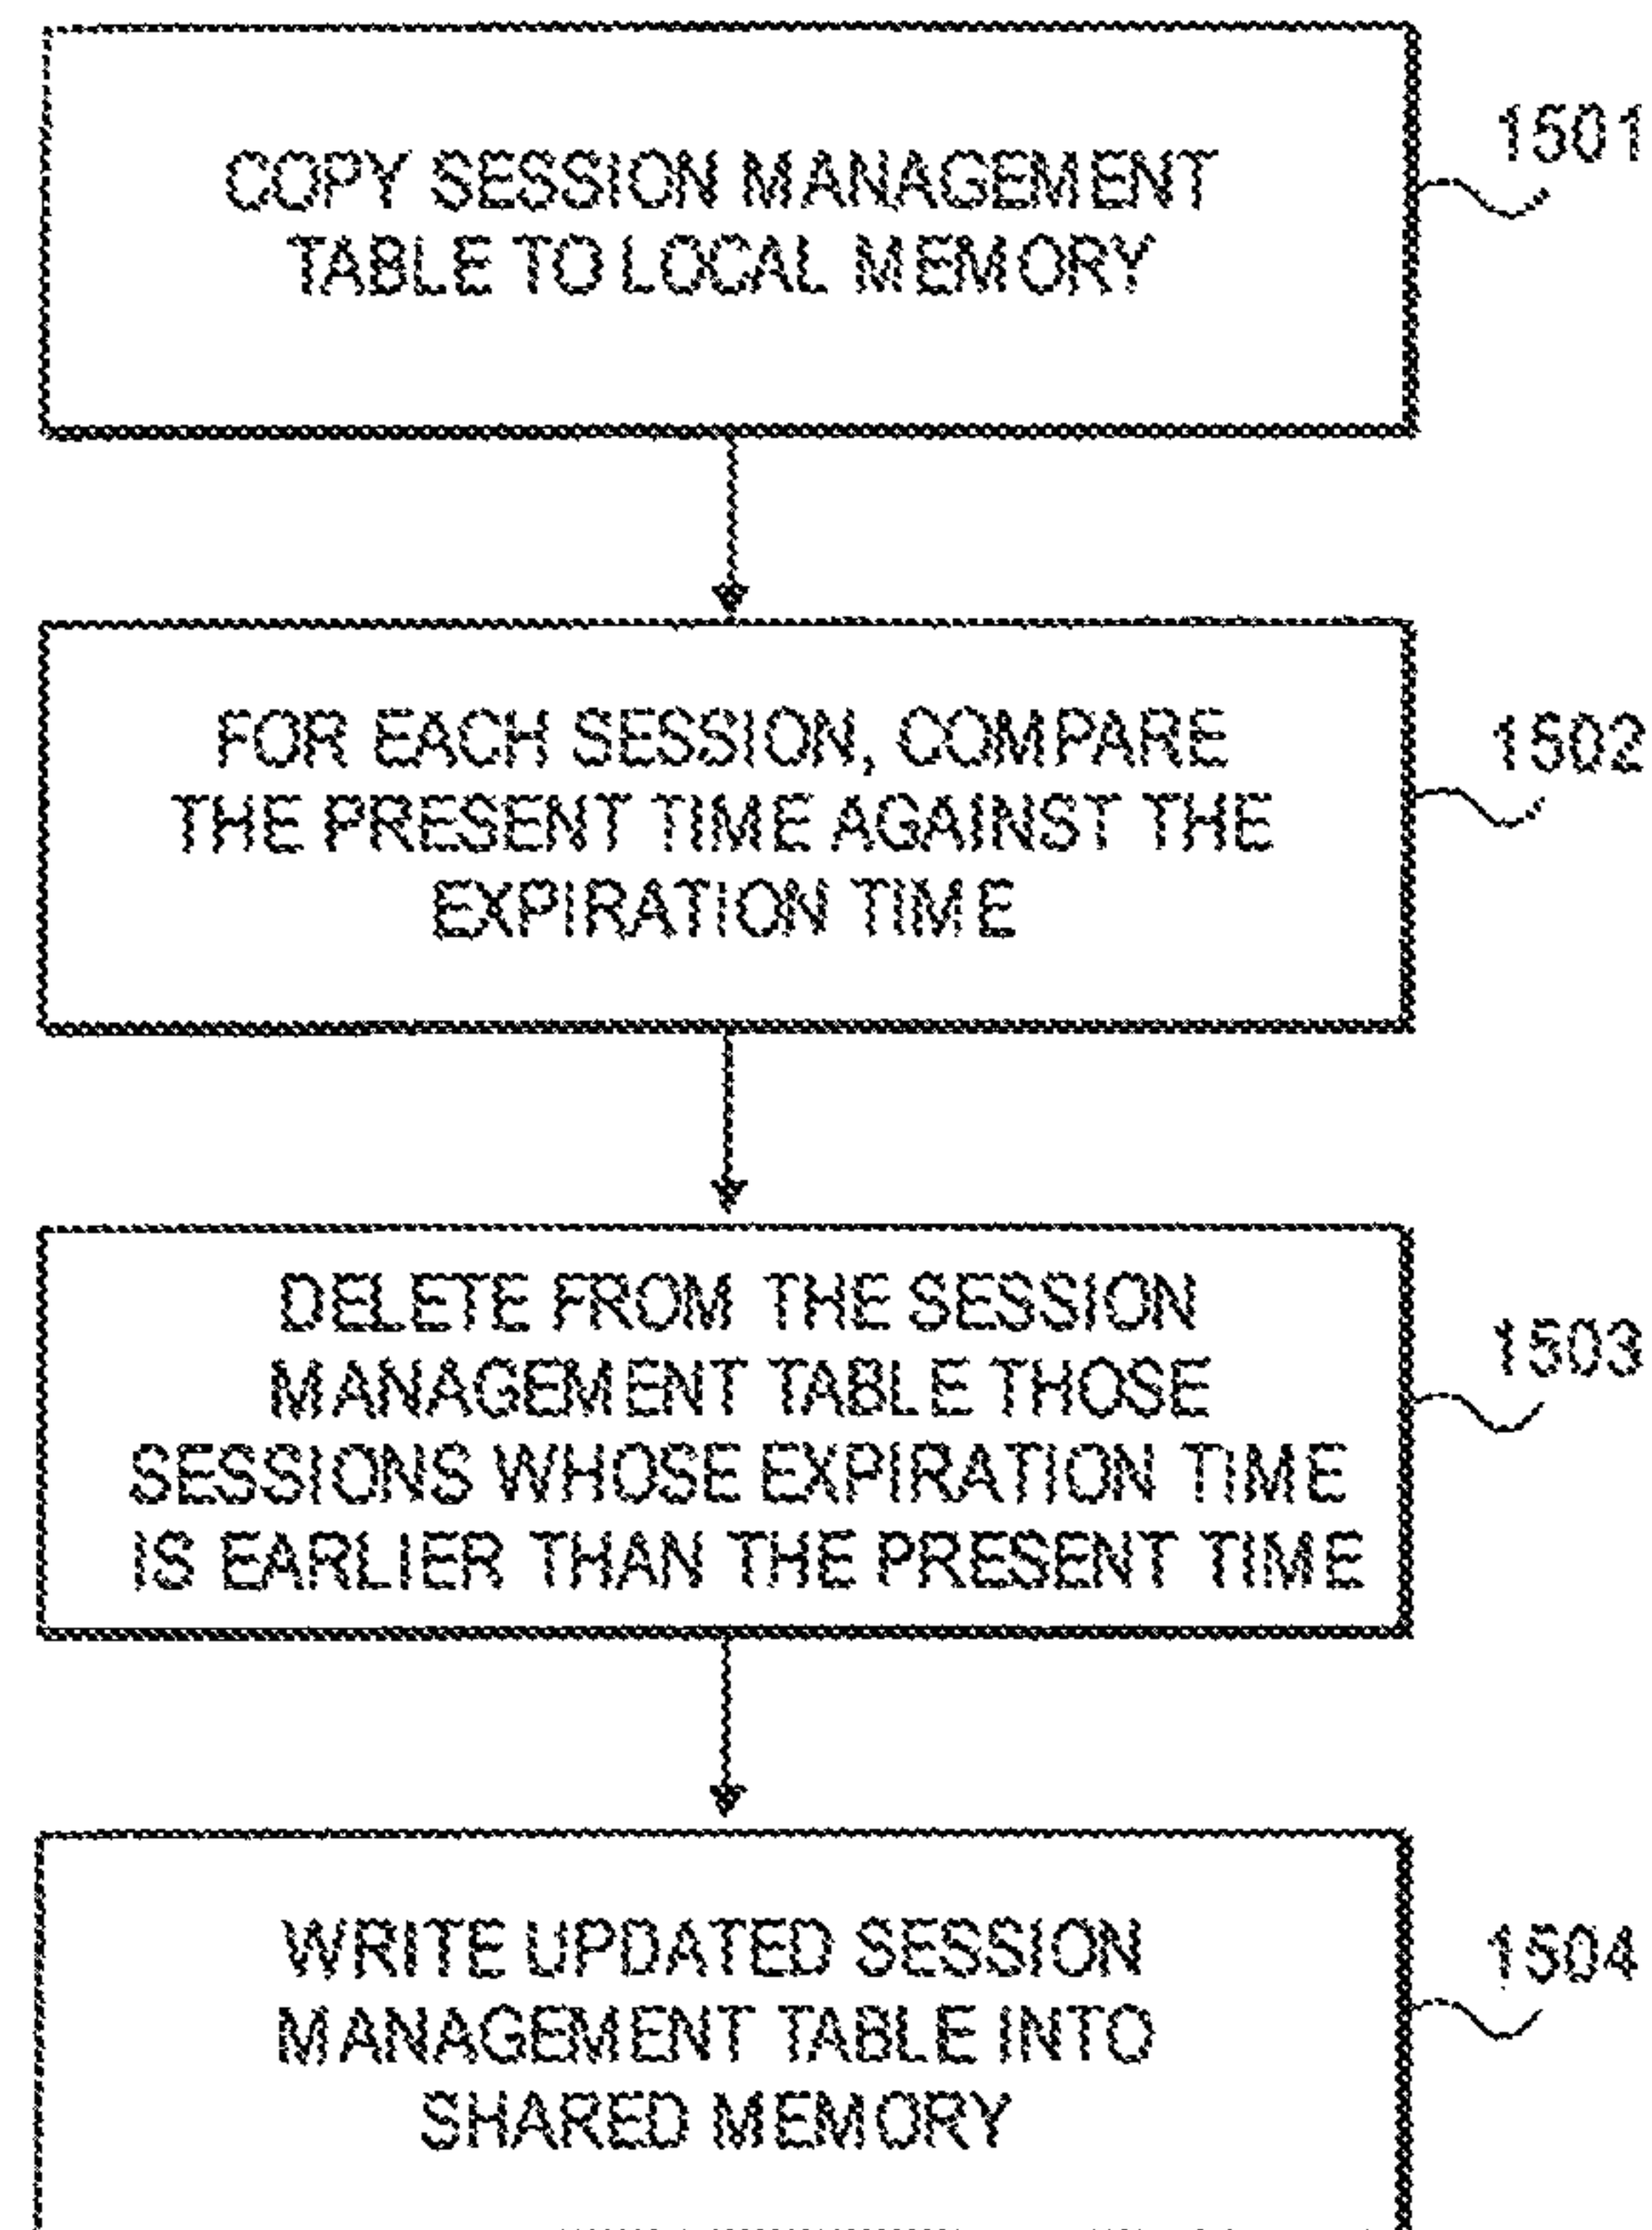 COPY SESSION MANAGEMENT
TABLE TO LOCAL MEMORY
1501
FOR EACH SESSION, COMPARE
THE PRESENT TIME AGAINST THE
EXPIRATION TIME
1502
DELETE FROM THE SESSION
MANAGEMENT TABLE THOSE
SESSIONS WHOSE EXPIRATION TIME
IS EARLIER THAN THE PRESENT TIME
1503
WRITE UPDATED SESSION
MANAGEMENT TABLE INTO
SHARED MEMORY
1504